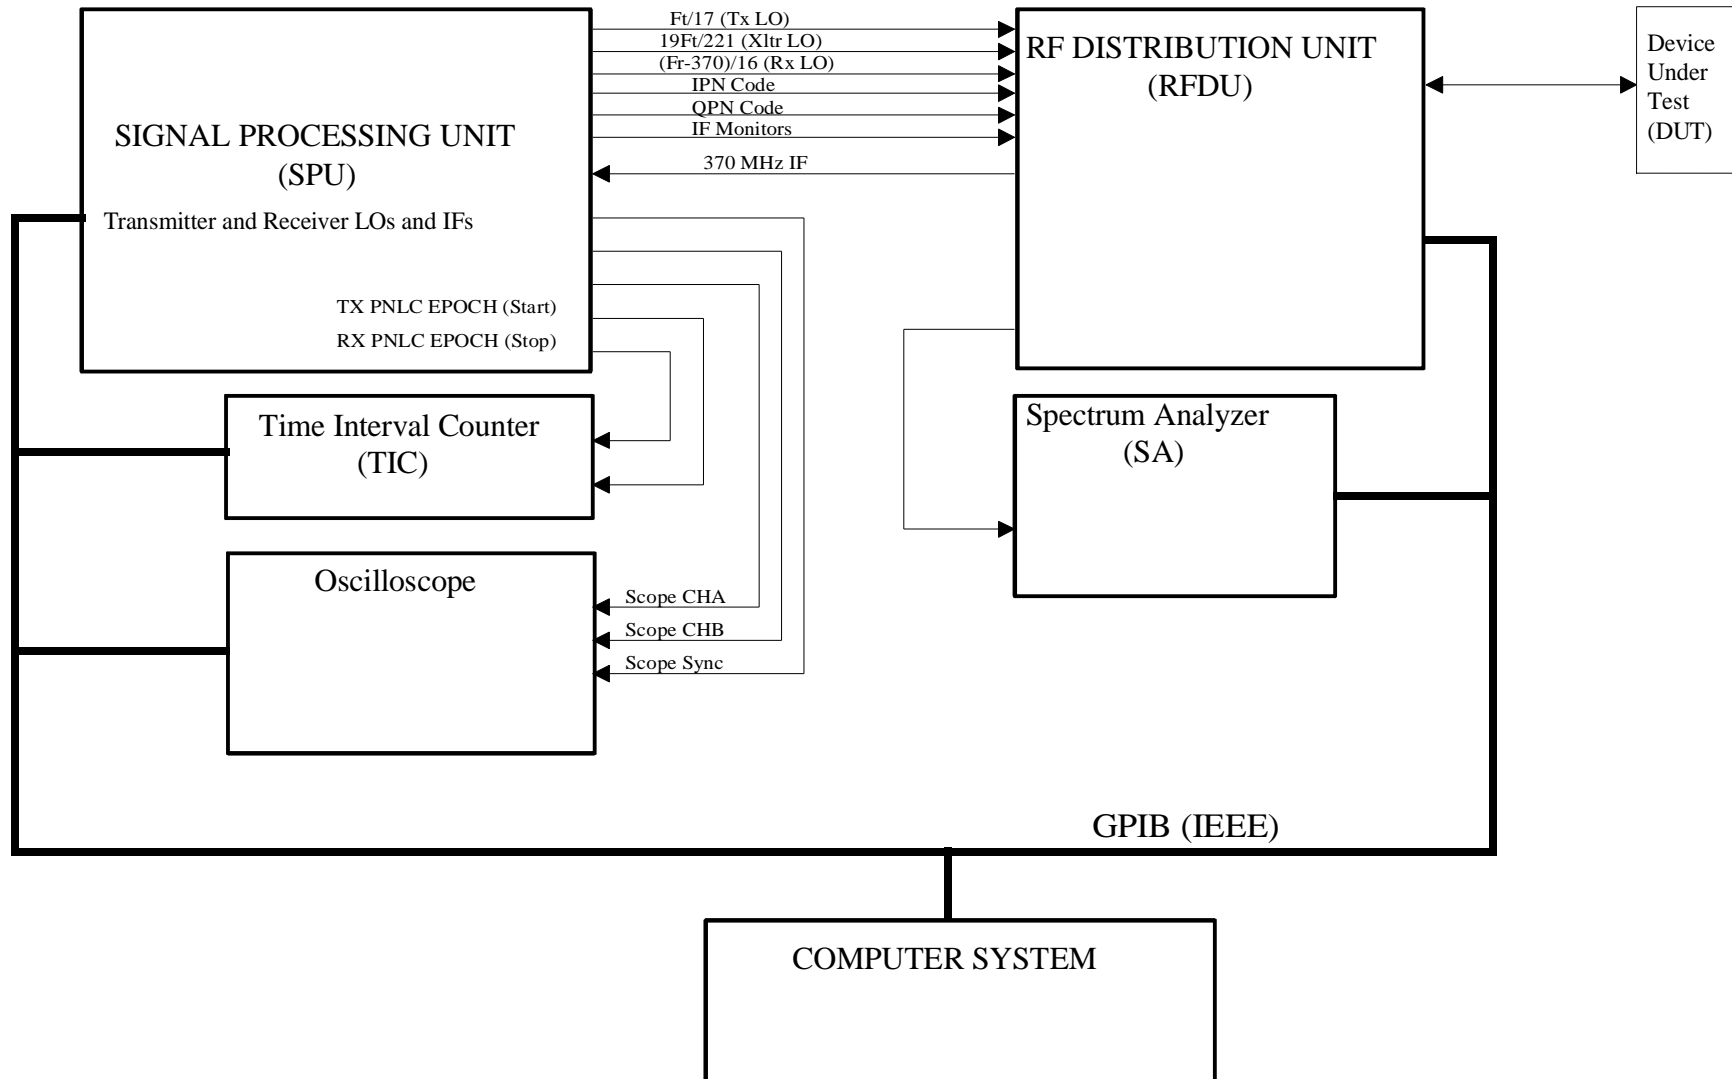 Ft/17 (Tx LO)
19Ft/221 (Xltr LO)
(Fr-370)/16 (Rx LO)
IPN Code
QPN Code
IF Monitors
370 MHz IF
SIGNAL PROCESSING UNIT
(SPU)
Transmitter and Receiver LOs and IFs
TX PNLC EPOCH (Start)
RX PNLC EPOCH (Stop)
RF DISTRIBUTION UNIT
(RFDU)
Device
Under
Test
(DUT)
Time Interval Counter
(TIC)
Spectrum Analyzer
(SA)
Oscilloscope
Scope CHA
Scope CHB
Scope Sync
GPIB (IEEE)
COMPUTER SYSTEM